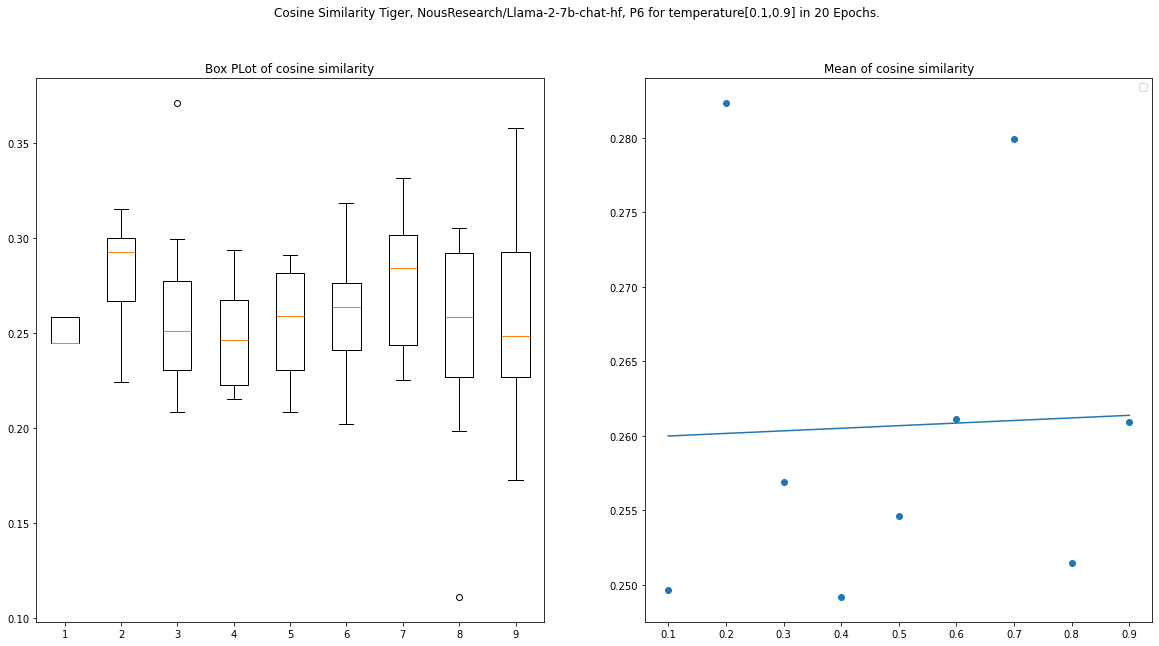 Cosine Similarity Tiger, NousResearch/Llama-2-7b-chat-hf, P6 for temperature[0.1,0.9] in 20 Epochs.
Box PLot of cosine similarity
0.35
0.30
0.25
0.20
0.15
0.10
1 2 3 4 5 6 7 8 9
Mean of cosine similarity
0.280
0.275
0.270
0.265
0.260
0.255
0.250
0.1 0.2 0.3 0.4 0.5 0.6 0.7 0.8 0.9